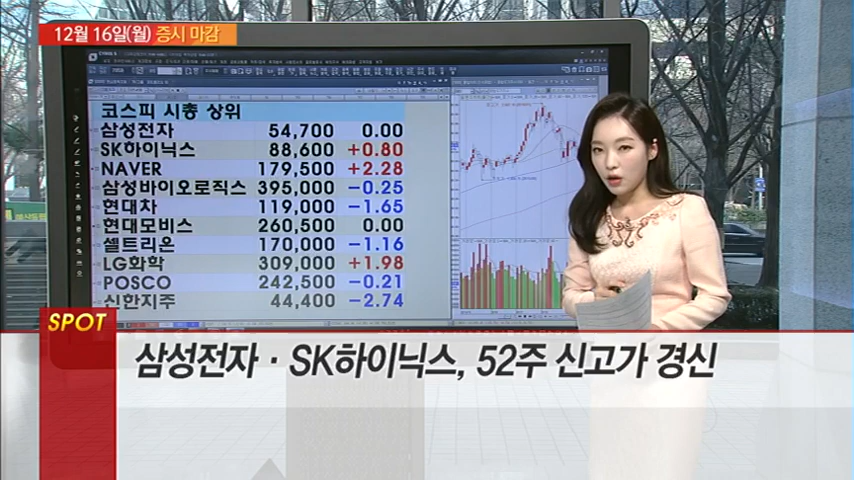 12월 16일(월) 증시 마감
코스피 시총 상위
삼성전자 54,700 0.00
SK하이닉스 88,600 +0.80
NAVER 179,500 +2.28
삼성바이오로직스 395,000 -0.25
현대차 119,000 -1.65
현대모비스 260,500 0.00
셀트리온 170,000 -1.16
LG화학 309,000 +1.98
POSCO 242,500 -0.21
신한지주 44,400 -2.74
SPOT
삼성전자 · SK하이닉스, 52주 신고가 경신